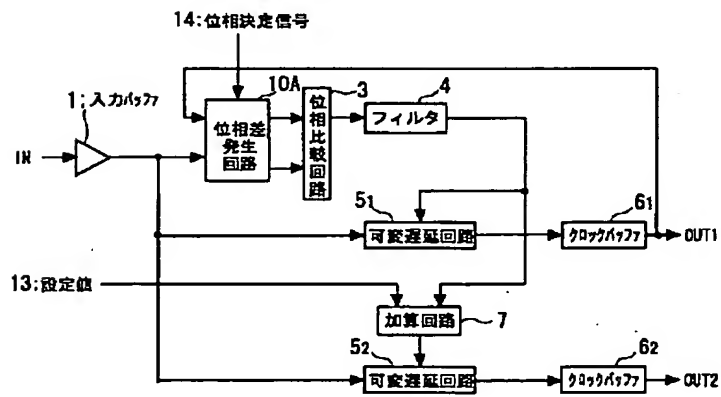 14:位相決定信号
10A
3
4
1:入力バッファ
位相差
発生
回路
位相比較回路
フィルタ
IN
51
61
可変遅延回路
クロックバッファ
OUT1
13:設定値
加算回路
7
52
62
可変遅延回路
クロックバッファ
OUT2